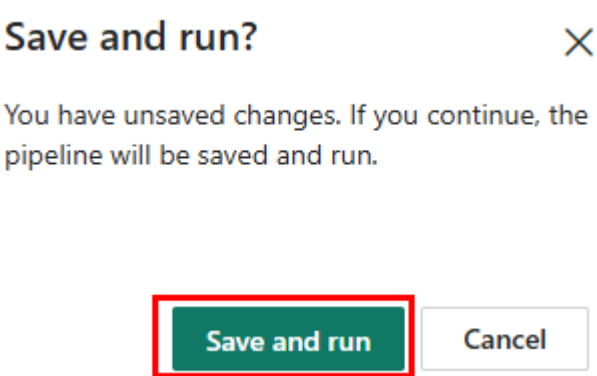 Save and run?
You have unsaved changes. If you continue, the
pipeline will be saved and run.
Save and run
Cancel